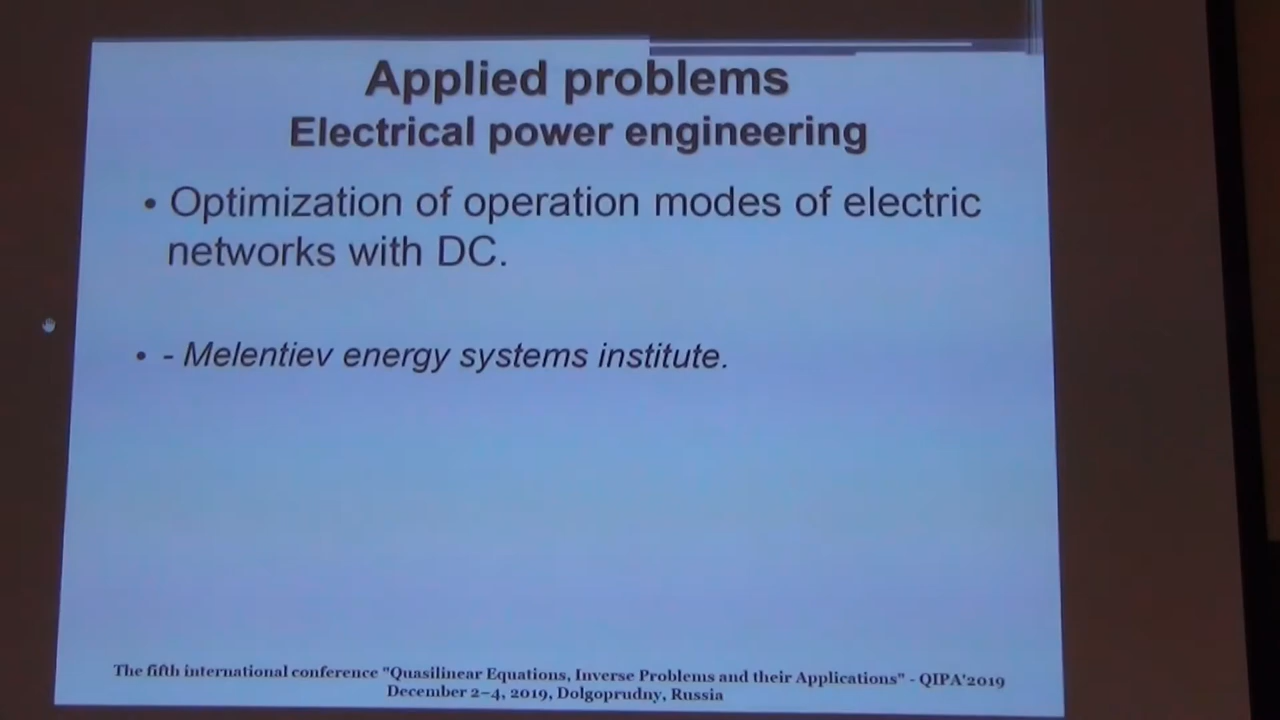 Applied problems
Electrical power engineering
• Optimization of operation modes of electric
networks with DC.
• - Melentiev energy systems institute.
The fifth international conference "Quasilinear Equations, Inverse Problems and their Applications" - QIPA'2019
December 2–4, 2019, Dolgoprudny, Russia